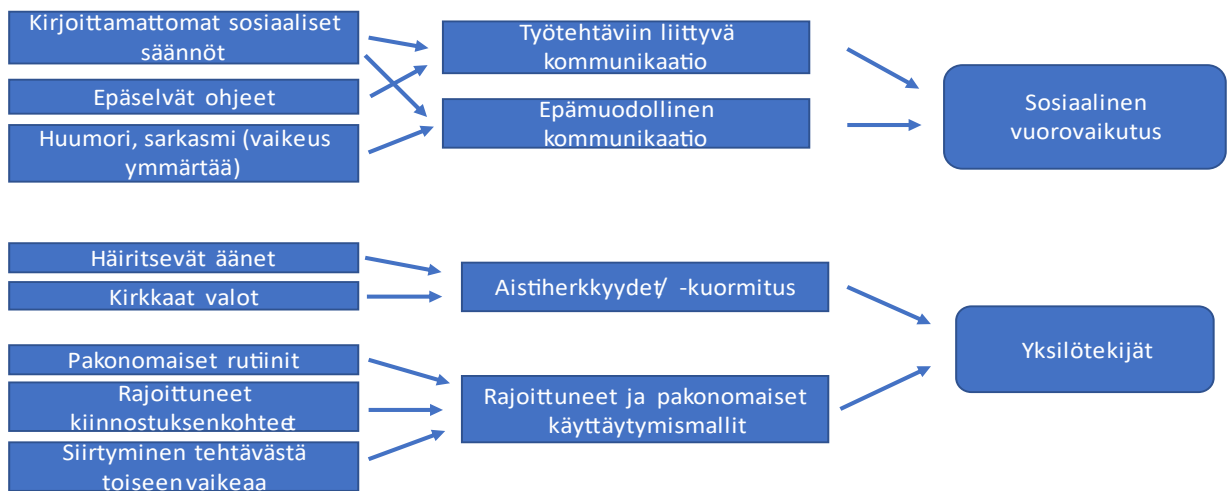 Kirjoittamattomat sosiaaliset
säännöt
Epäselvät ohjeet
Huumori, sarkasmi (vaikeus
ymmärtää)
Työtehtäviin liittyvä
kommunikaatio
Epämuodollinen
kommunikaatio
Sosiaalinen
vuorovaikutus
Häiritsevät äänet
Kirkkaat valot
Aistiherkkyydet/ -kuormitus
Pakonomaiset rutiinit
Rajoittuneet
kiinnostuksenkohteet
Siirtyminen tehtävästä
toiseen vaikeaa
Rajoittuneet ja pakonomaiset
käyttäytymismallit
Yksilötekijät